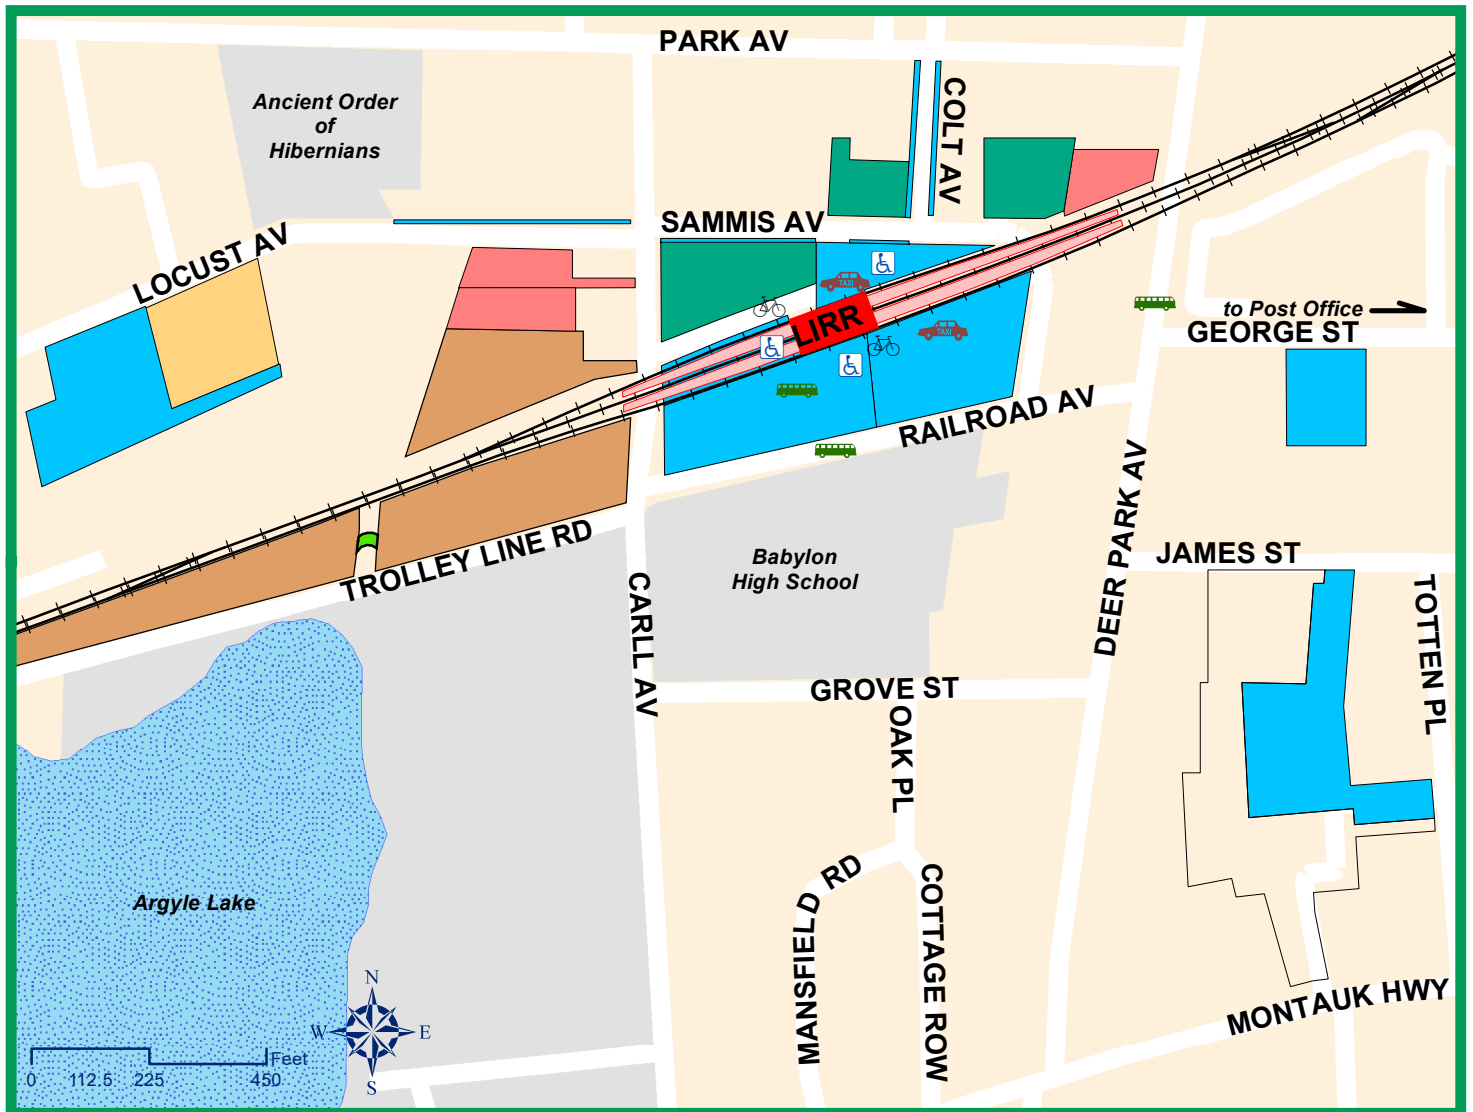 PARK AV
Ancient Order
of
Hibernians
COLT AV
SAMMIS AV
LOCUST AV
TAXI
LIRR
TAXI
to Post Office
GEORGE ST
RAILROAD AV
DEER PARK AV
TROLLEY LINE RD
Babylon
High School
JAMES ST
CARLL AV
TOTTEN PL
GROVE ST
OAK PL
MANSFIELD RD
COTTAGE ROW
Argyle Lake
MONTAUK HWY
N
W
E
S
Feet
0 112.5 225 450